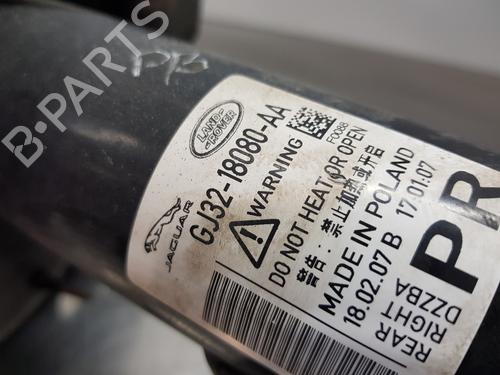 LAND-
ROVER
JAGUAR
GJ32-18080-AA
F0088
WARNING
DO NOT HEAT OR OPEN
警告：禁止加热或开启
MADE IN POLAND
18.02.07 B 17:01:07
REAR
RIGHT
DZZBA
PR
B-PARTS